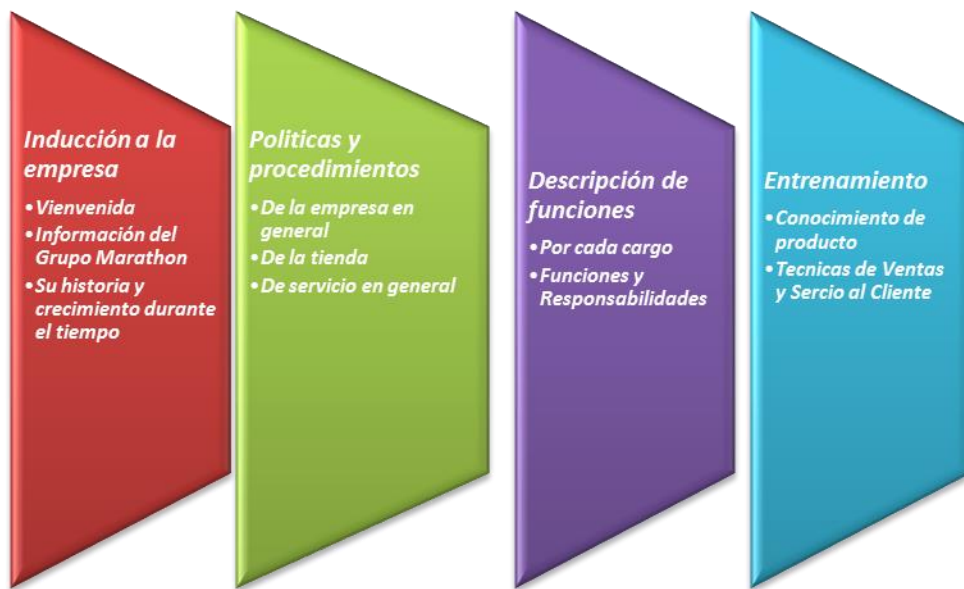 Inducción a la
empresa
•Vienvenida
•Información del
Grupo Marathon
•Su historia y
crecimiento durante
el tiempo
Politicas y
procedimientos
•De la empresa en
general
•De la tienda
•De servicio en general
Descripción de
funciones
•Por cada cargo
•Funciones y
Responsabilidades
Entrenamiento
•Conocimiento de
producto
•Tecnicas de Ventas
y Sercio al Cliente